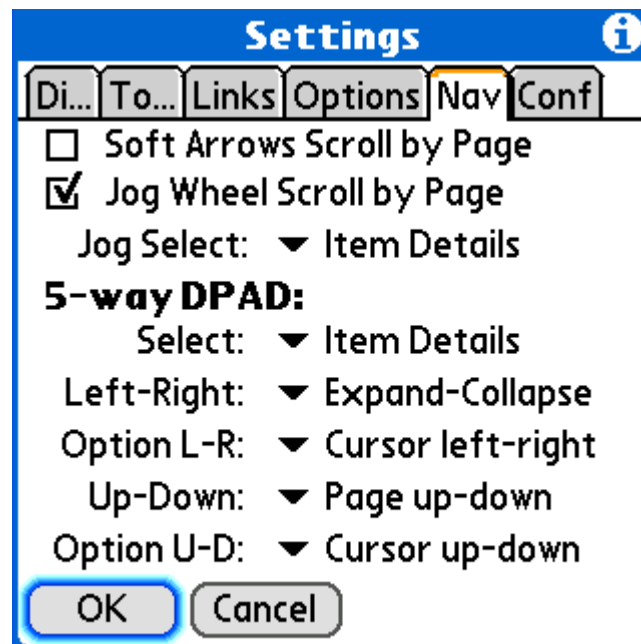 Settings
Di... To... Links Options Nav Conf
Soft Arrows Scroll by Page
Jog Wheel Scroll by Page
Jog Select: Item Details
5-way DPAD:
Select: Item Details
Left-Right: Expand-Collapse
Option L-R: Cursor left-right
Up-Down: Page up-down
Option U-D: Cursor up-down
OK Cancel